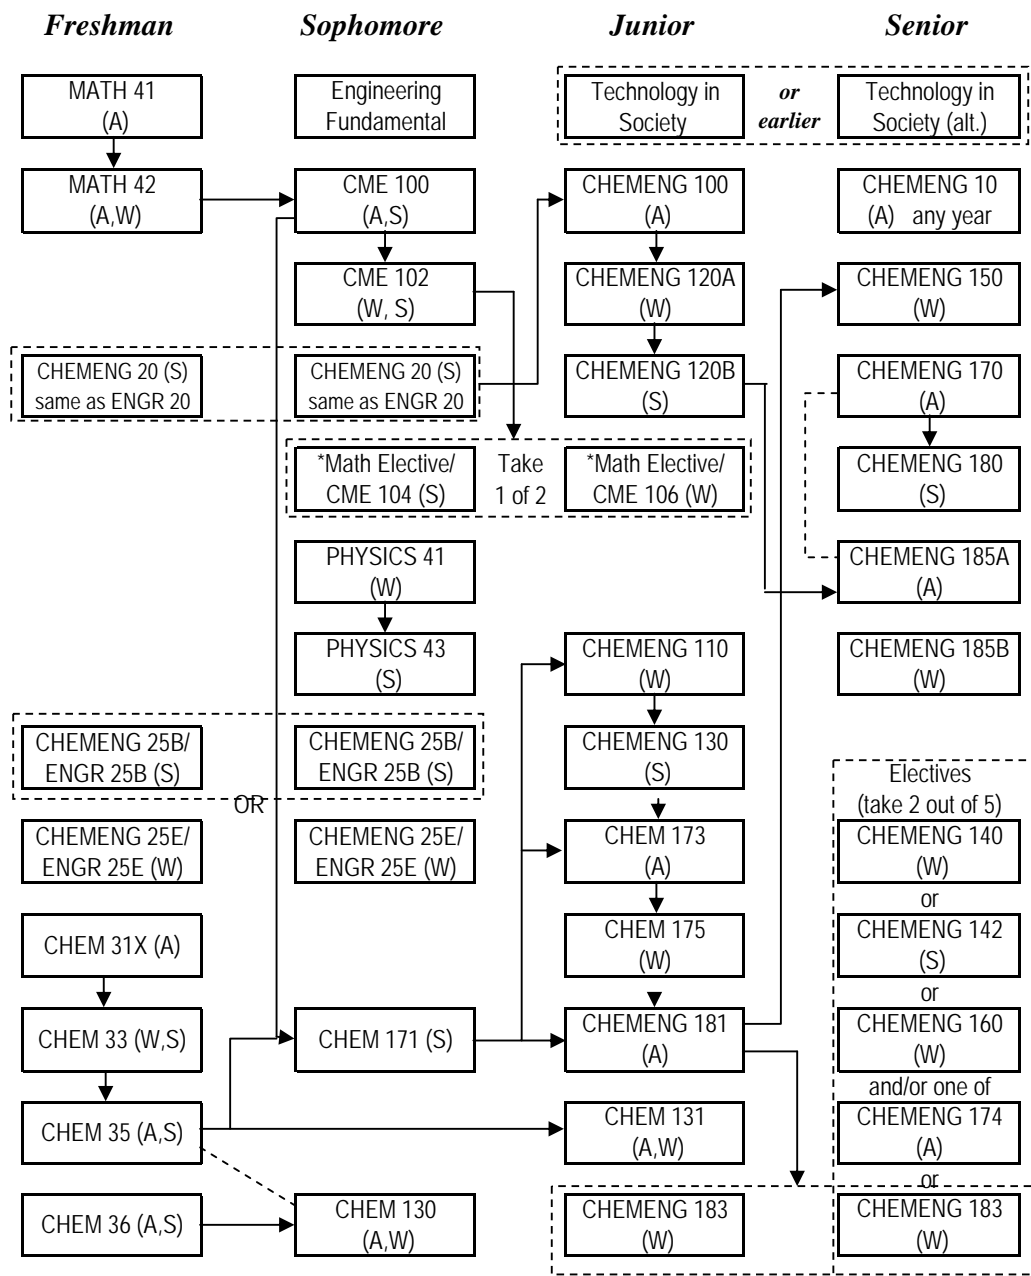 Freshman
Sophomore
Junior
Senior
MATH 41
(A)
Engineering
Fundamental
Technology in
Society
or
earlier
Technology in
Society (alt.)
MATH 42
(A,W)
CME 100
(A,S)
CHEMENG 100
(A)
CHEMENG 10
(A) any year
CME 102
(W, S)
CHEMENG 120A
(W)
CHEMENG 150
(W)
CHEMENG 20 (S)
same as ENGR 20
CHEMENG 20 (S)
same as ENGR 20
CHEMENG 120B
(S)
CHEMENG 170
(A)
*Math Elective/
CME 104 (S)
Take
1 of 2
*Math Elective/
CME 106 (W)
CHEMENG 180
(S)
PHYSICS 41
(W)
CHEMENG 185A
(A)
PHYSICS 43
(S)
CHEMENG 110
(W)
CHEMENG 185B
(W)
CHEMENG 25B/
ENGR 25B (S)
OR
CHEMENG 25B/
ENGR 25B (S)
CHEMENG 130
(S)
Electives
(take 2 out of 5)
CHEMENG 25E/
ENGR 25E (W)
CHEMENG 25E/
ENGR 25E (W)
CHEM 173
(A)
CHEMENG 140
(W)
or
CHEM 31X (A)
CHEM 175
(W)
CHEMENG 142
(S)
or
CHEM 33 (W,S)
CHEM 171 (S)
CHEMENG 181
(A)
CHEMENG 160
(W)
and/or one of
CHEM 35 (A,S)
CHEM 131
(A,W)
CHEMENG 174
(A)
or
CHEM 36 (A,S)
CHEM 130
(A,W)
CHEMENG 183
(W)
CHEMENG 183
(W)